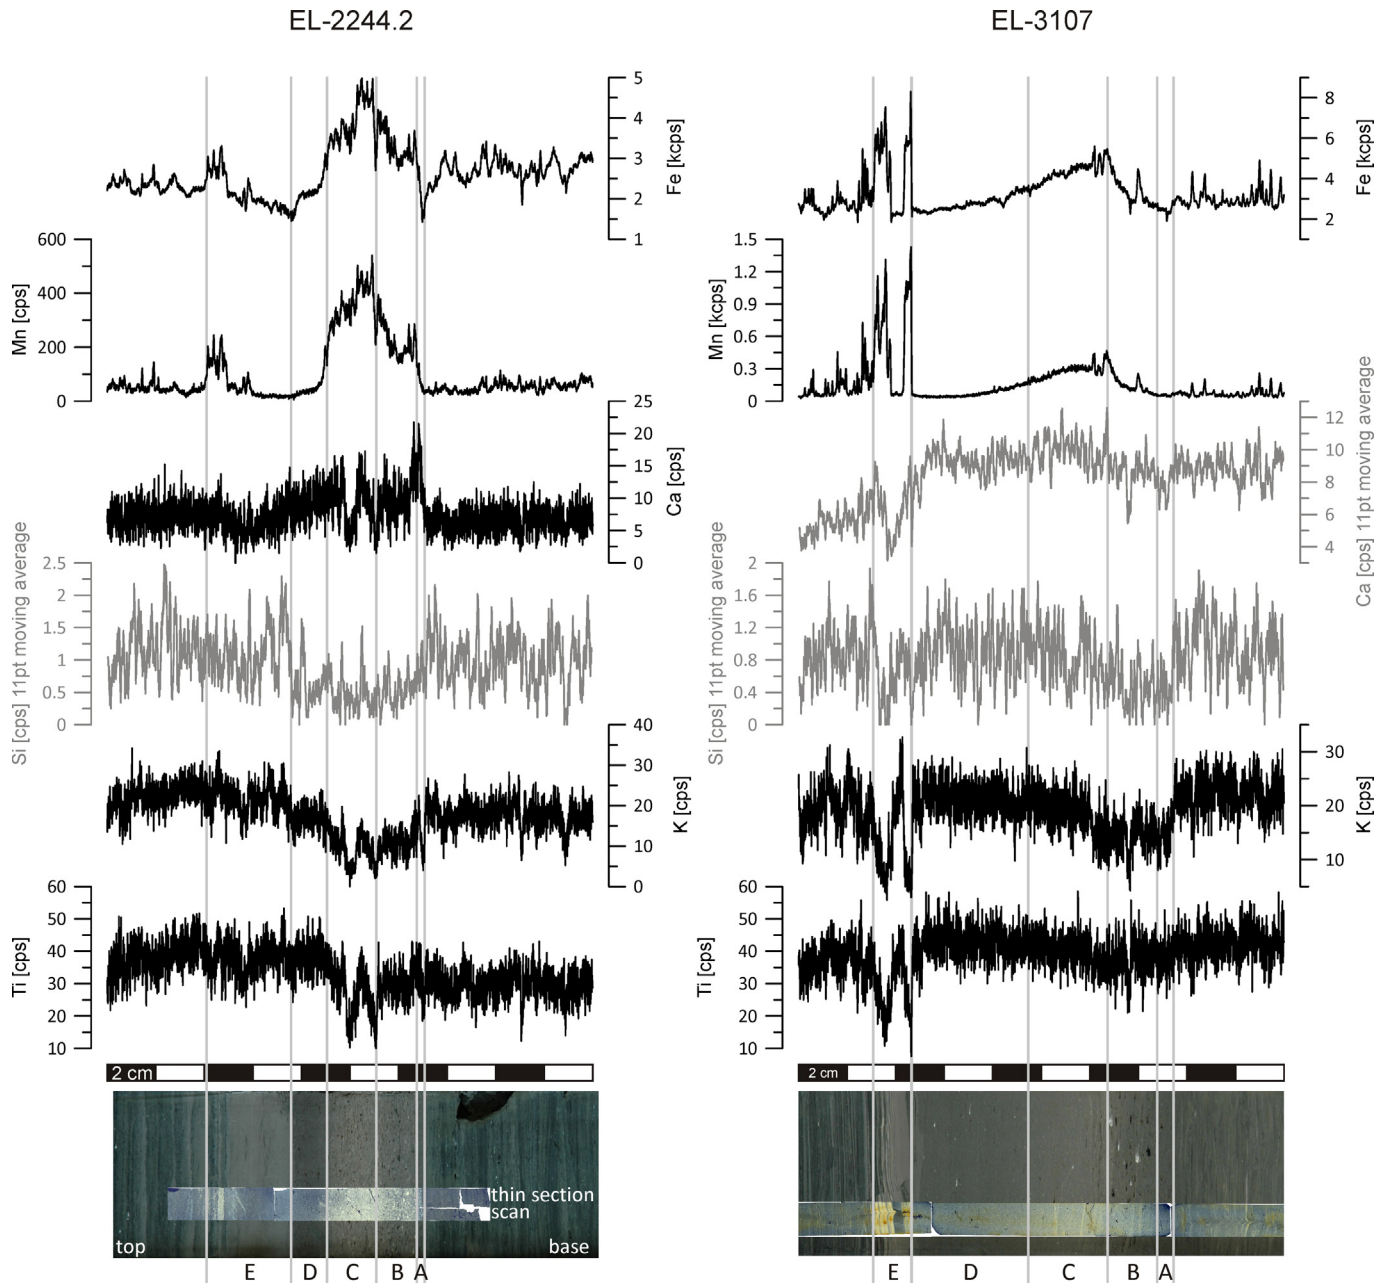 EL-2244.2
EL-3107
5
4
3
2
1
Fe [kcps]
8
6
4
2
Fe [kcps]
600
400
200
0
Mn [cps]
1.5
1.2
0.9
0.6
0.3
0
Mn [kcps]
25
20
15
10
5
0
Ca [cps]
12
10
8
6
4
Ca [cps] 11pt moving average
2.5
2
1.5
1
0.5
0
Si [cps] 11pt moving average
2
1.6
1.2
0.8
0.4
0
Si [cps] 11pt moving average
40
30
20
10
0
K [cps]
30
20
10
K [cps]
60
50
40
30
20
10
Ti [cps]
60
50
40
30
20
10
Ti [cps]
2 cm
2 cm
thin section
scan
top
base
E D C B A
E D C B A